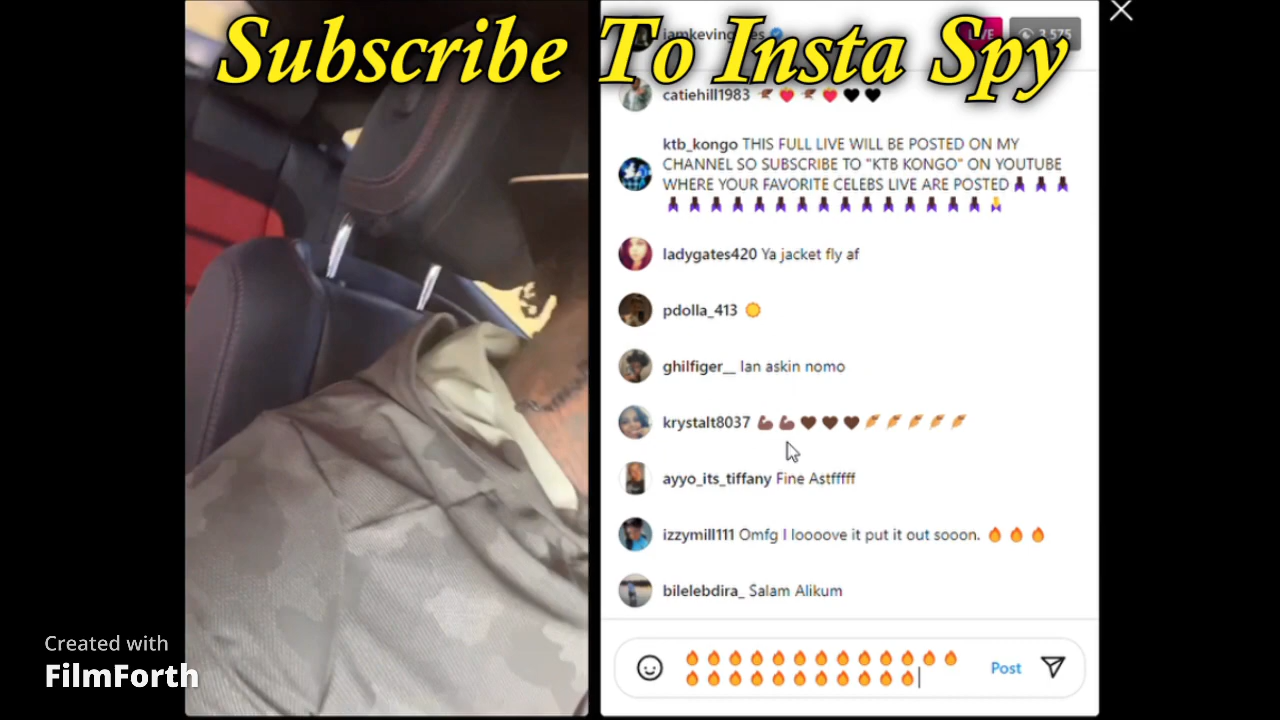 Subscribe To Insta Spy
LIVE
3,575
catiehill1983
ktb_kongo THIS FULL LIVE WILL BE POSTED ON MY
CHANNEL SO SUBSCRIBE TO "KTB KONGO" ON YOUTUBE
WHERE YOUR FAVORITE CELEBS LIVE ARE POSTED
ladygates420 Ya jacket fly af
pdolla_413
ghilfiger__ Ian askin nomo
krystalt8037
ayyo_its_tiffany Fine Astfffff
izzymill111 Omfg I loooove it put it out sooon. 🔥 🔥 🔥
bilelebdira_ Salam Alikum
🔥 🔥 🔥 🔥 🔥 🔥 🔥 🔥 🔥 🔥 🔥 🔥 🔥
🔥 🔥 🔥 🔥 🔥 🔥 🔥 🔥 🔥 🔥 🔥
Post
Created with
FilmForth